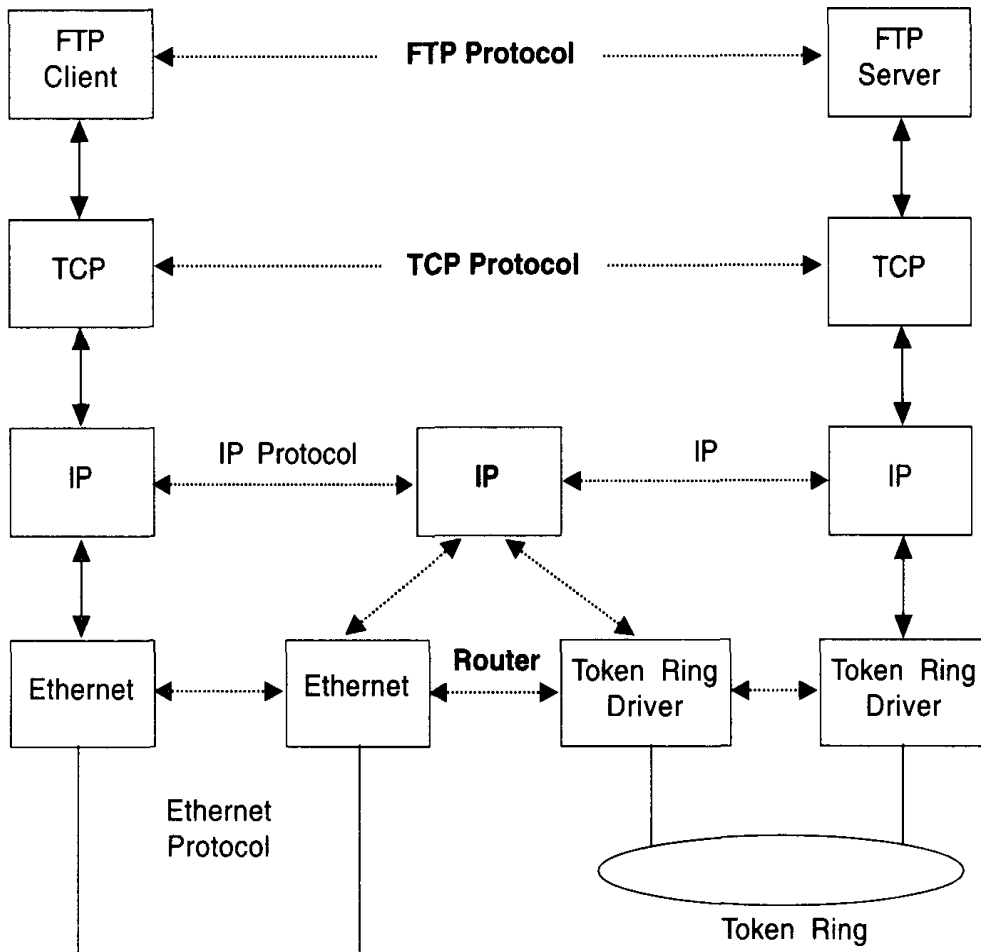 FTP
Client
FTP Protocol
FTP
Server
TCP
TCP Protocol
TCP
IP
IP Protocol
IP
IP
IP
Ethernet
Ethernet
Router
Token Ring
Driver
Token Ring
Driver
Ethernet
Protocol
Token Ring